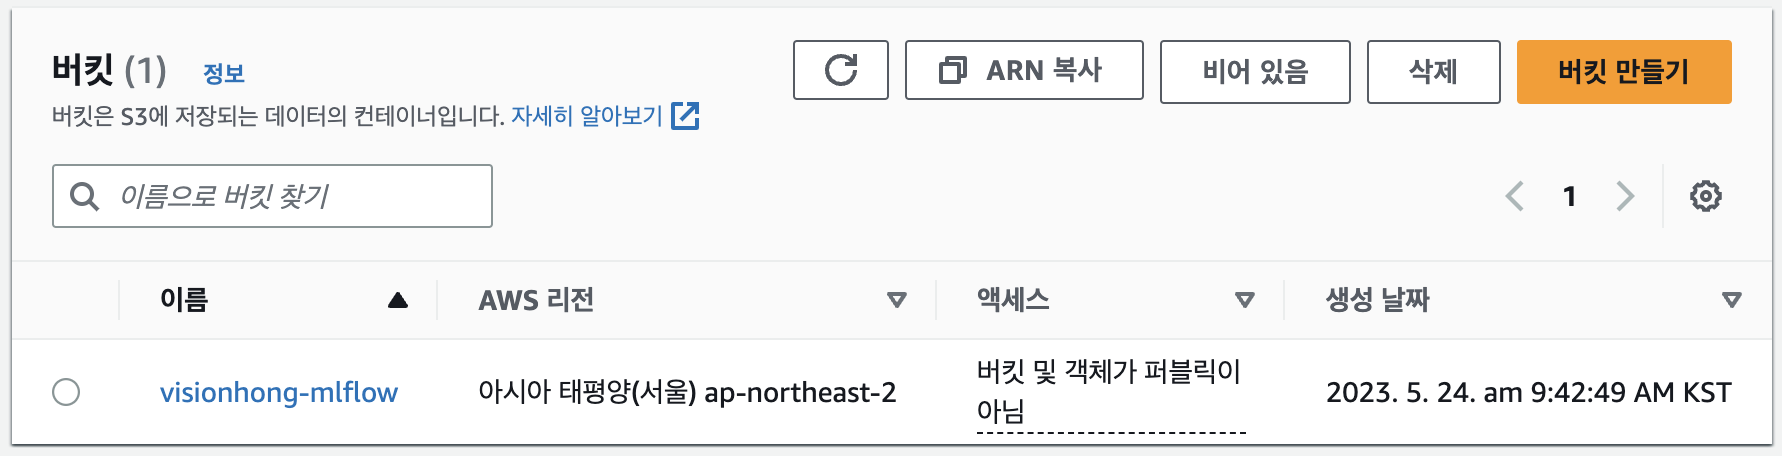 버킷 (1) 정보
버킷은 S3에 저장되는 데이터의 컨테이너입니다. 자세히 알아보기
ARN 복사
비어 있음
삭제
버킷 만들기
이름으로 버킷 찾기
1
이름 AWS 리전 액세스 생성 날짜
visionhong-mlflow 아시아 태평양(서울) ap-northeast-2 버킷 및 객체가 퍼블릭이
아님
2023. 5. 24. am 9:42:49 AM KST